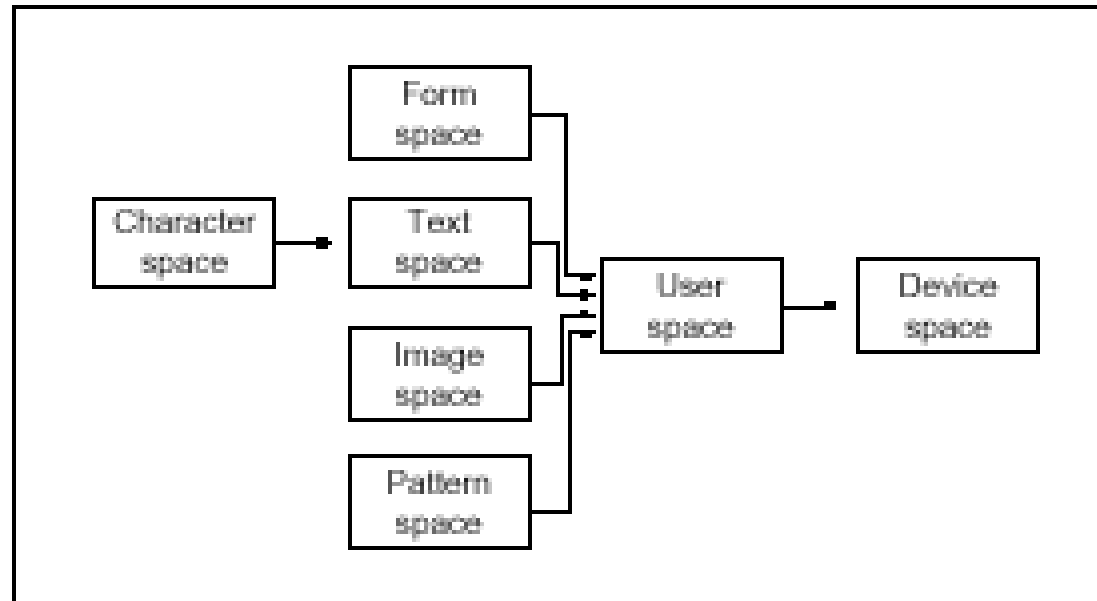 Form
space
Character
space
Text
space
Image
space
Pattern
space
User
space
Device
space